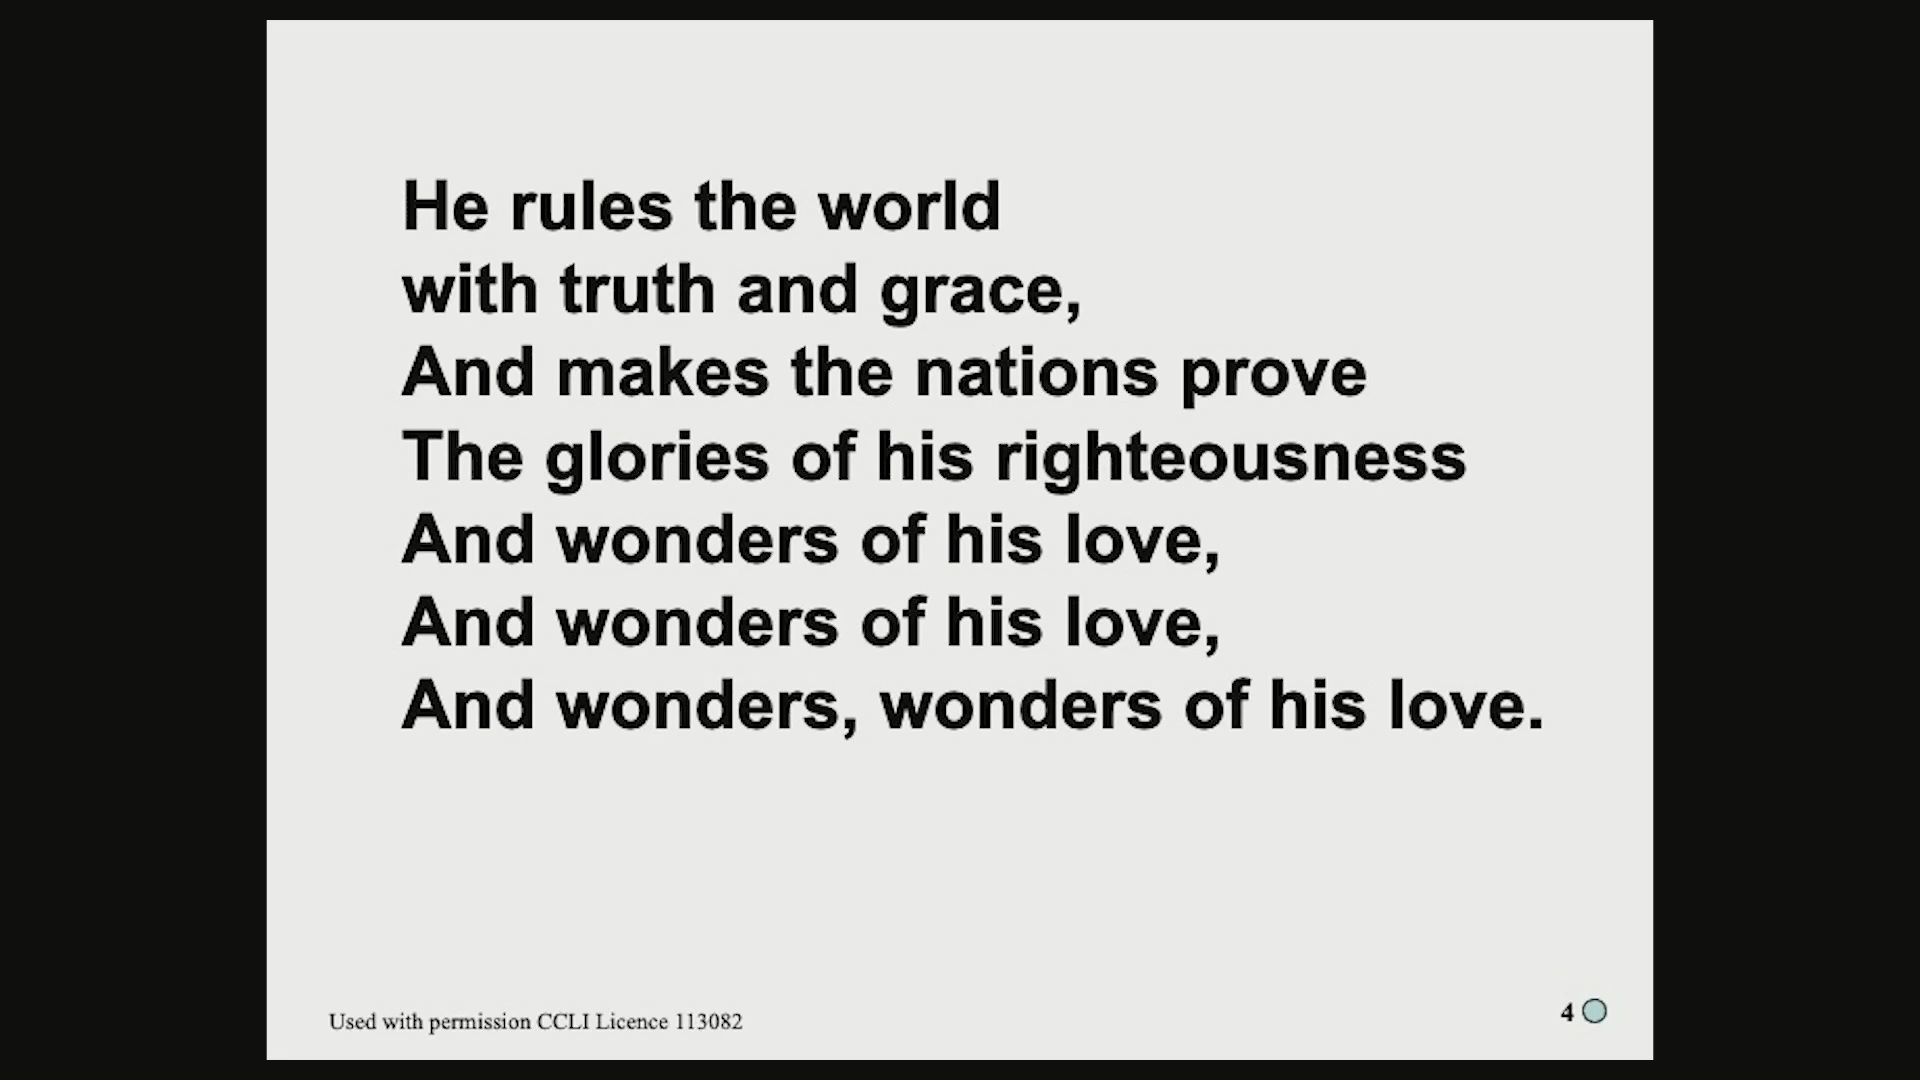 He rules the world
with truth and grace,
And makes the nations prove
The glories of his righteousness
And wonders of his love,
And wonders of his love,
And wonders, wonders of his love.
Used with permission CCLI Licence 113082
4